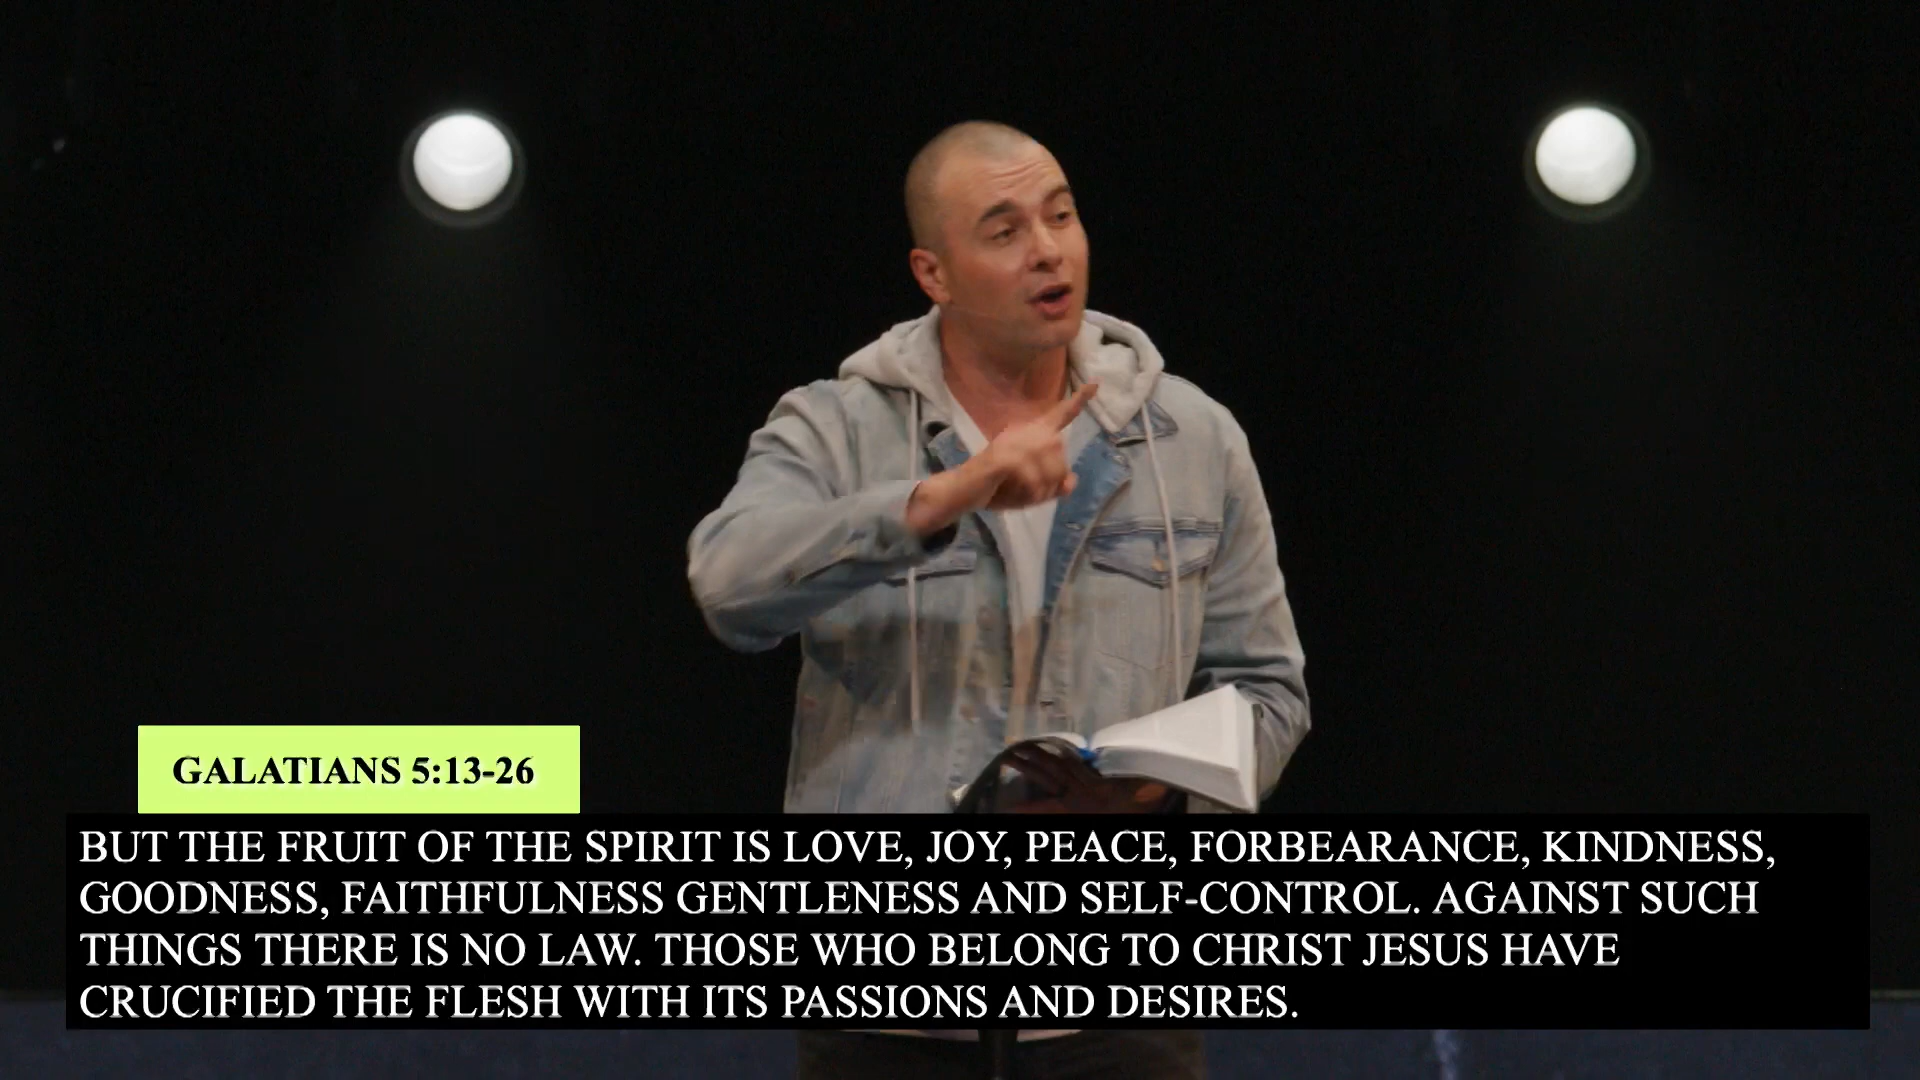 GALATIANS 5:13-26
BUT THE FRUIT OF THE SPIRIT IS LOVE, JOY, PEACE, FORBEARANCE, KINDNESS,
GOODNESS, FAITHFULNESS GENTLENESS AND SELF-CONTROL. AGAINST SUCH
THINGS THERE IS NO LAW. THOSE WHO BELONG TO CHRIST JESUS HAVE
CRUCIFIED THE FLESH WITH ITS PASSIONS AND DESIRES.